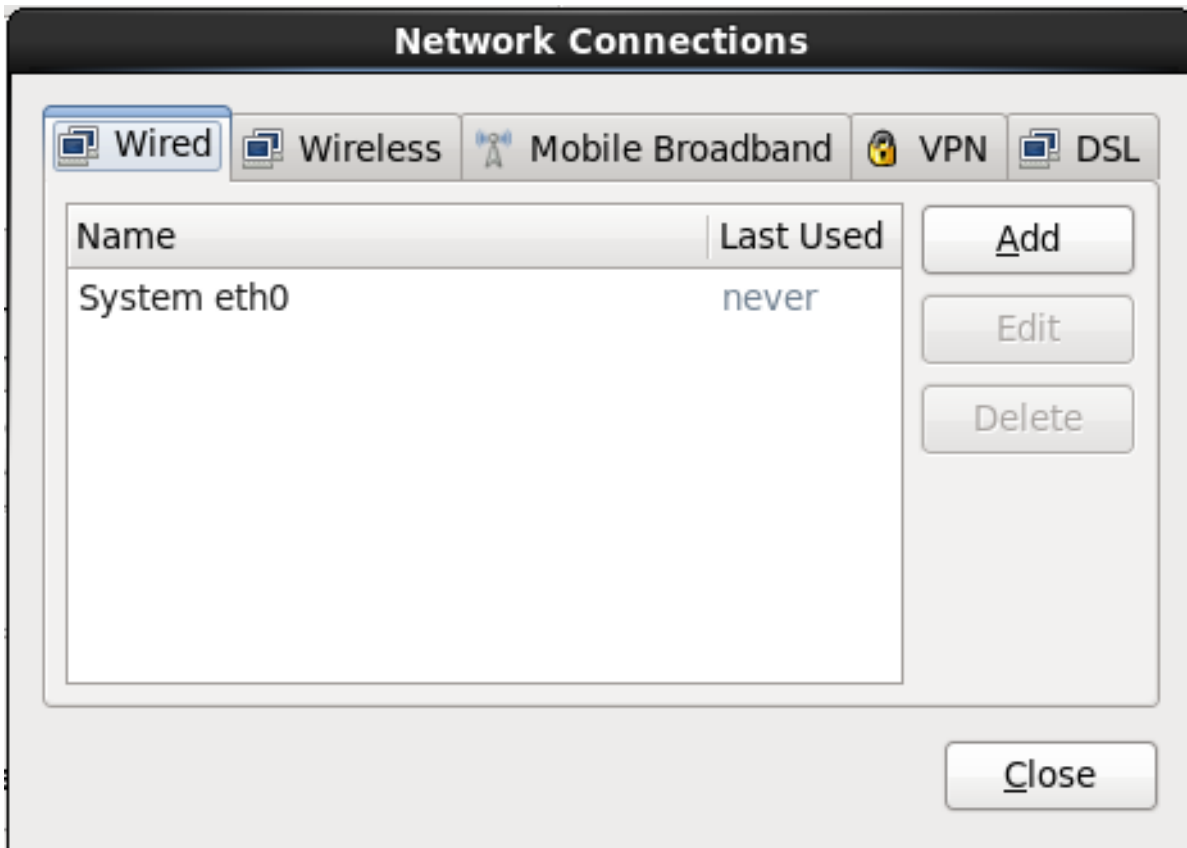 Network Connections
Wired Wireless Mobile Broadband VPN DSL
Name Last Used Add
System eth0 never
Edit
Delete
Close